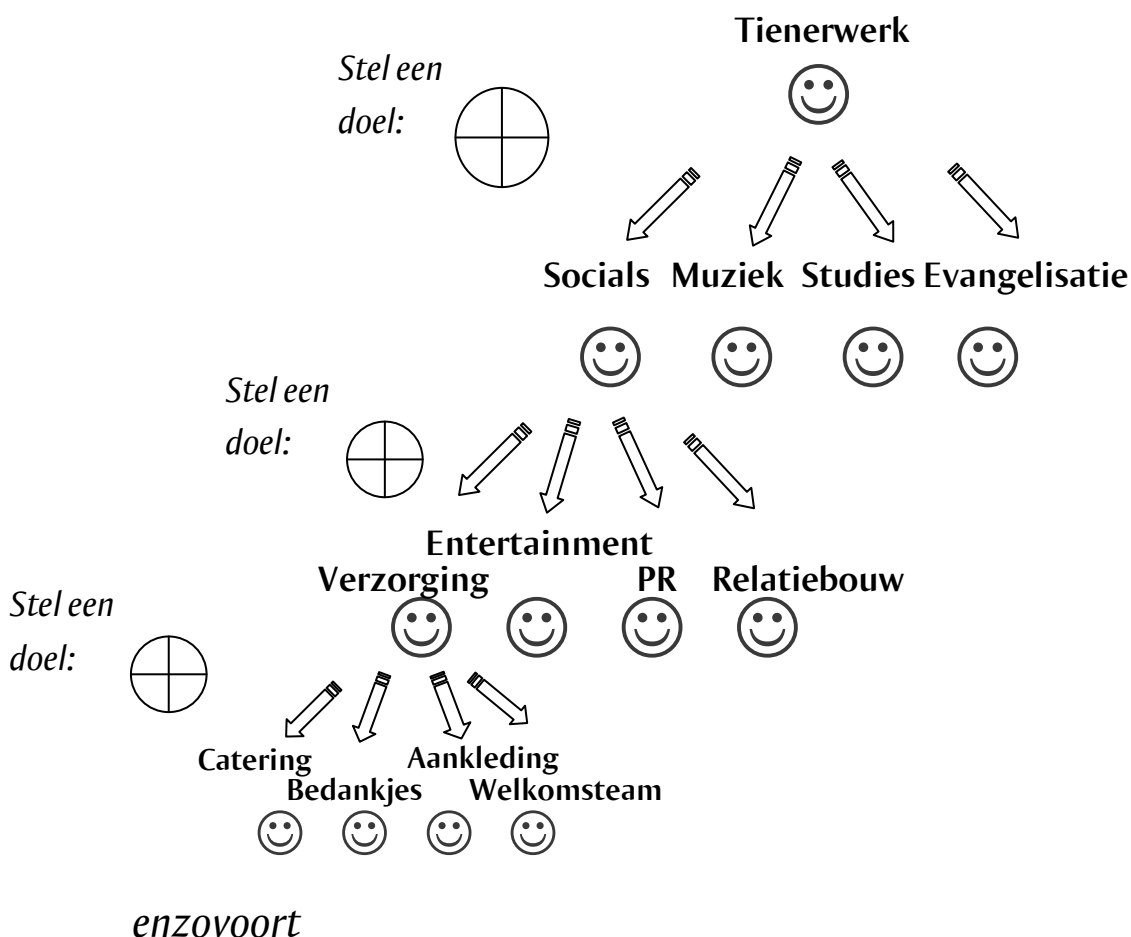 Tienerwerk
Stel een
doel:
Socials Muziek Studies Evangelisatie
Stel een
doel:
Entertainment
Verzorging PR Relatiebouw
Stel een
doel:
Catering Aankleding
Bedankjes Welkomsteam
enzovoort